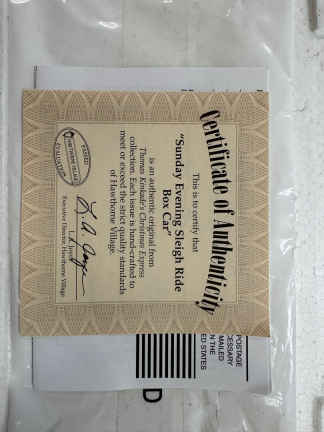 Certificate of Authenticity
This is to certify that
"Sunday Evening Sleigh Ride
Box Car"
is an authentic original from
Thomas Kinkade's Christmas Express
collection. Each issue is hand-crafted to
meet or exceed the strict quality standards
of Hawthorne Village.
Executive Director, Hawthorne Village
POSTAGE
CESSARY
MAILED
N THE
ED STATES
D